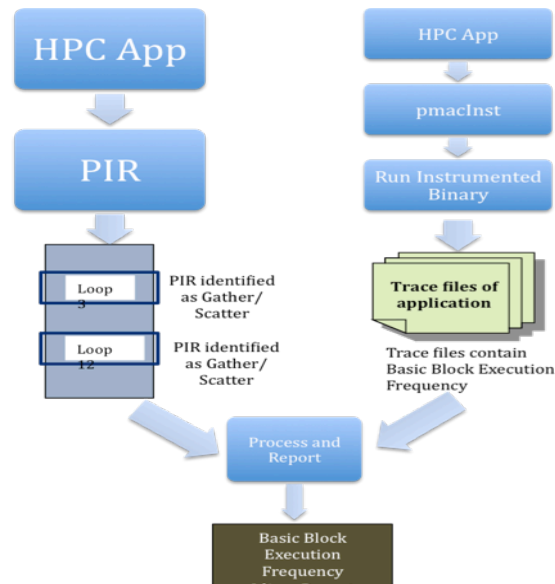 HPC App
PIR
Loop
3
PIR identified
as Gather/
Scatter
Loop
12
PIR identified
as Gather/
Scatter
HPC App
pmacInst
Run Instrumented
Binary
Trace files of
application
Trace files contain
Basic Block Execution
Frequency
Process and
Report
Basic Block
Execution
Frequency